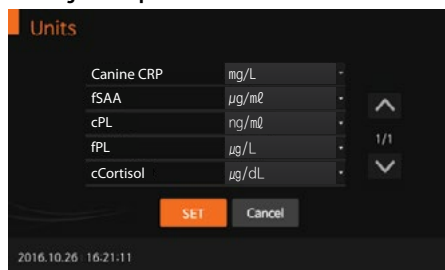 Units
Canine CRP mg/L
fSAA μg/mℓ
cPL ng/mℓ
fPL μg/L
cCortisol μg/dL
1/1
SET Cancel
2016.10.26 16:21:11